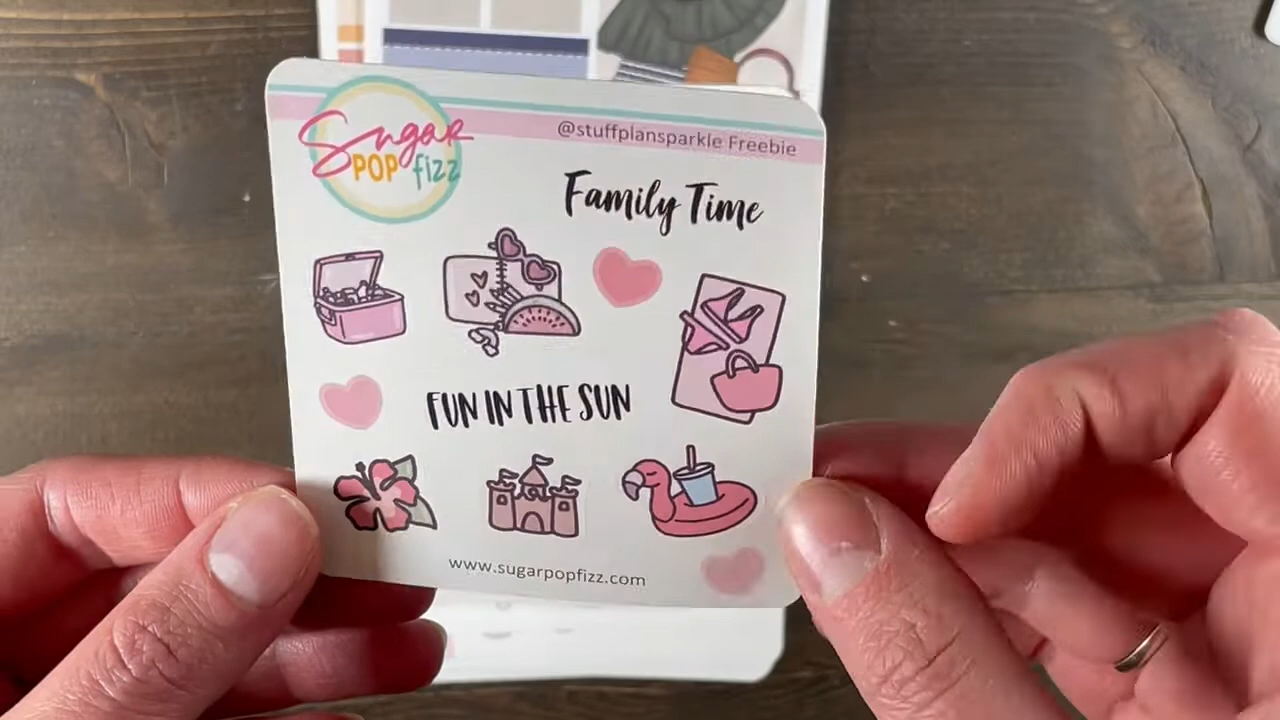 Sugar
POP fizz
@stuffplansparkle Freebie
Family Time
FUN IN THE SUN
www.sugarpopfizz.com